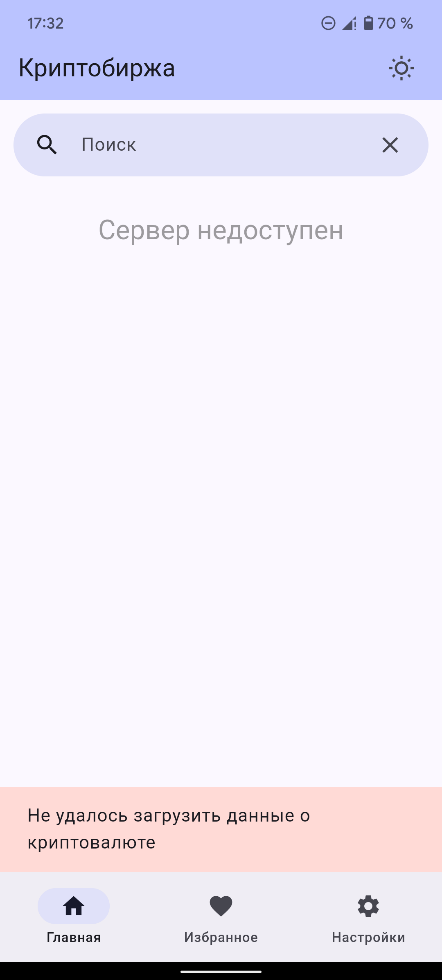 17:32
70 %
Криптобиржа
Поиск
Сервер недоступен
Не удалось загрузить данные о
криптовалюте
Главная
Избранное
Настройки